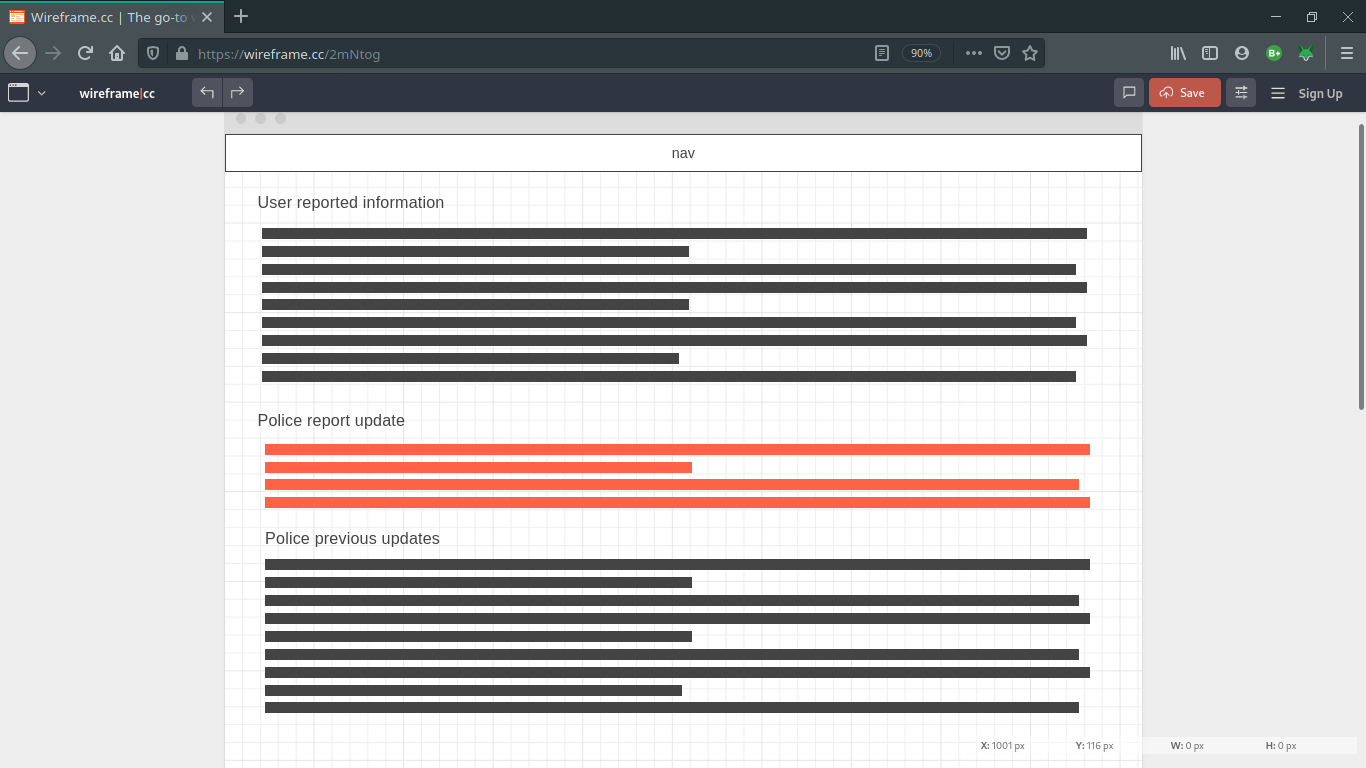 Wireframe.cc | The go-to
https://wireframe.cc/2mNtog
90%
wireframe|cc
Save
Sign Up
nav
User reported information
Police report update
Police previous updates
X: 1001 px Y: 116 px W: 0 px H: 0 px